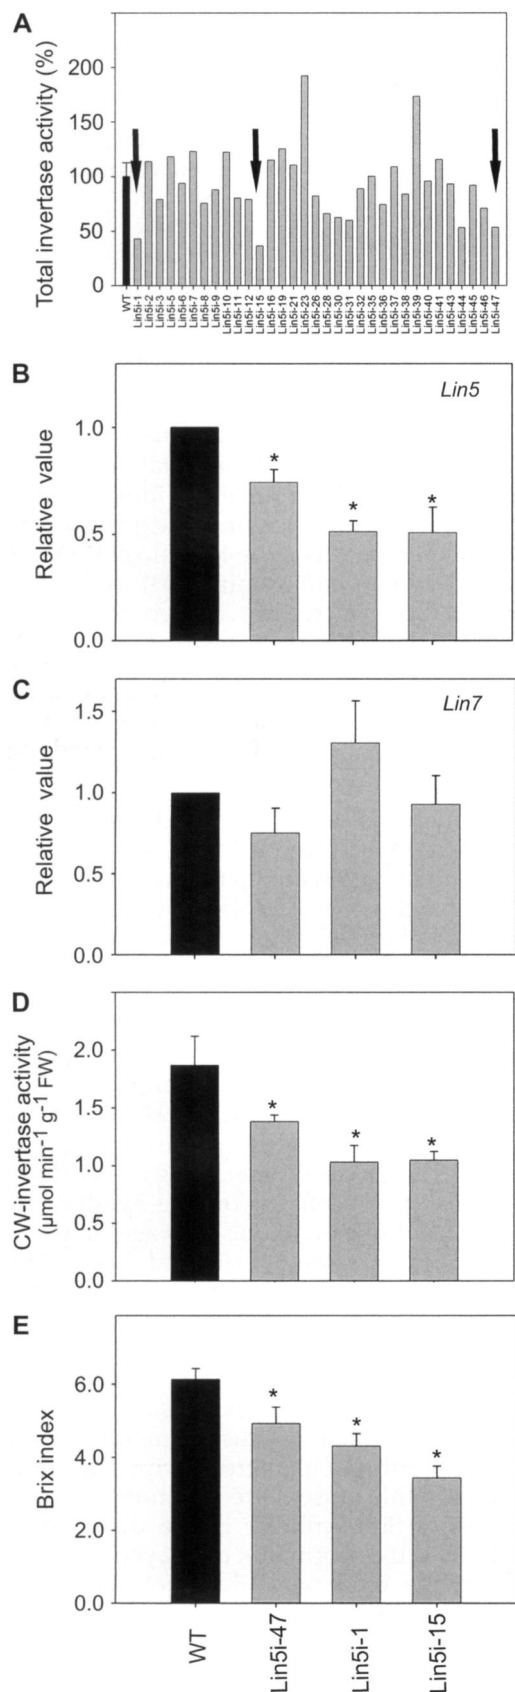 A
Total invertase activity (%)
200
150
100
50
0
WT
Lin5i-1
Lin5i-2
Lin5i-3
Lin5i-5
Lin5i-6
Lin5i-7
Lin5i-8
Lin5i-9
Lin5i-10
Lin5i-11
Lin5i-12
Lin5i-15
Lin5i-16
Lin5i-19
Lin5i-21
Lin5i-23
Lin5i-26
Lin5i-28
Lin5i-30
Lin5i-31
Lin5i-32
Lin5i-35
Lin5i-36
Lin5i-37
Lin5i-38
Lin5i-39
Lin5i-40
Lin5i-41
Lin5i-43
Lin5i-44
Lin5i-45
Lin5i-46
Lin5i-47
B
Lin5
Relative value
1.0
0.5
0.0
*
*
*
C
Lin7
Relative value
1.5
1.0
0.5
0.0
D
CW-invertase activity
(µmol min⁻¹ g⁻¹ FW)
2.0
1.5
1.0
0.5
0.0
*
*
*
E
Brix index
6.0
4.0
2.0
0.0
*
*
*
WT
Lin5i-47
Lin5i-1
Lin5i-15